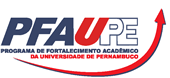 PFAUPE
PROGRAMA DE FORTALECIMENTO ACADÊMICO
DA UNIVERSIDADE DE PERNAMBUCO